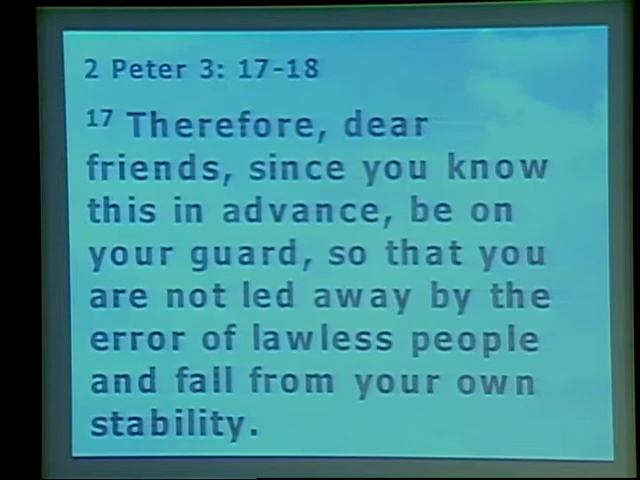 2 Peter 3: 17-18
17 Therefore, dear
friends, since you know
this in advance, be on
your guard, so that you
are not led away by the
error of lawless people
and fall from your own
stability.